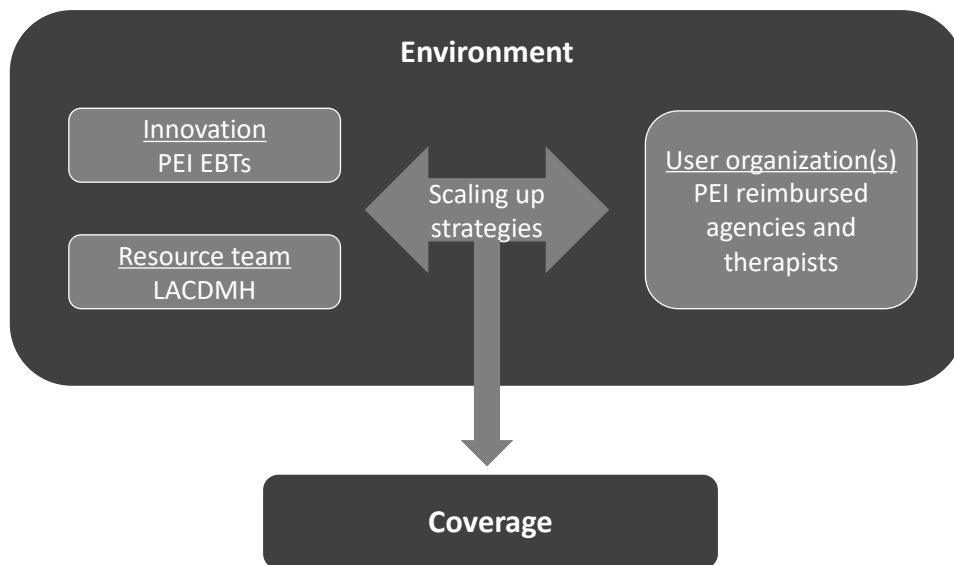 Environment
Innovation
PEI EBTs
Resource team
LACDMH
Scaling up
strategies
User organization(s)
PEI reimbursed
agencies and
therapists
Coverage